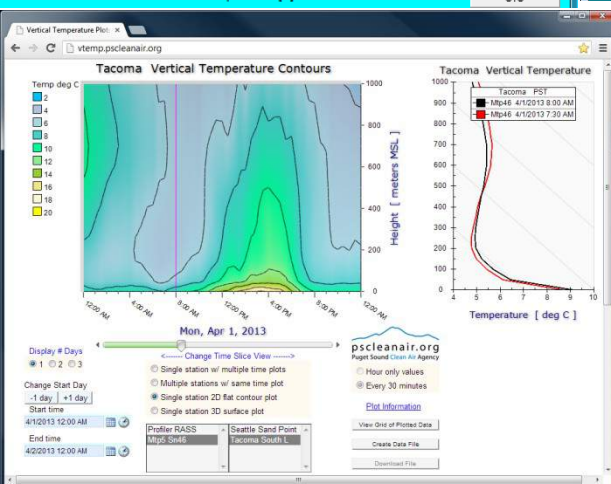 Vertical Temperature Plot
vtemp.pscleanair.org
Tacoma Vertical Temperature Contours
Temp deg C
2
4
6
8
10
12
14
16
18
20
1000
800
600
400
200
0
Height [ meters MSL ]
12:00 AM
4:00 AM
8:00 AM
12:00 PM
4:00 PM
8:00 PM
12:00 AM
Mon, Apr 1, 2013
Tacoma Vertical Temperature
Tacoma PST
Mtp46 4/1/2013 8:00 AM
Mtp46 4/1/2013 7:30 AM
1000
900
800
700
600
500
400
300
200
100
0
4 5 6 7 8 9 10
Temperature [ deg C ]
<------ Change Time Slice View ------>
Display # Days
1 2 3
Change Start Day
-1 day +1 day
Start time
4/1/2013 12:00 AM
End time
4/2/2013 12:00 AM
Single station w/ multiple time plots
Multiple stations w/ same time plot
Single station 2D flat contour plot
Single station 3D surface plot
Profiler RASS
Mtp5 Sn46
Seattle Sand Point
Tacoma South L
pscleanair.org
Puget Sound Clean Air Agency
Hour only values
Every 30 minutes
Plot Information
View Grid of Plotted Data
Create Data File
Download File